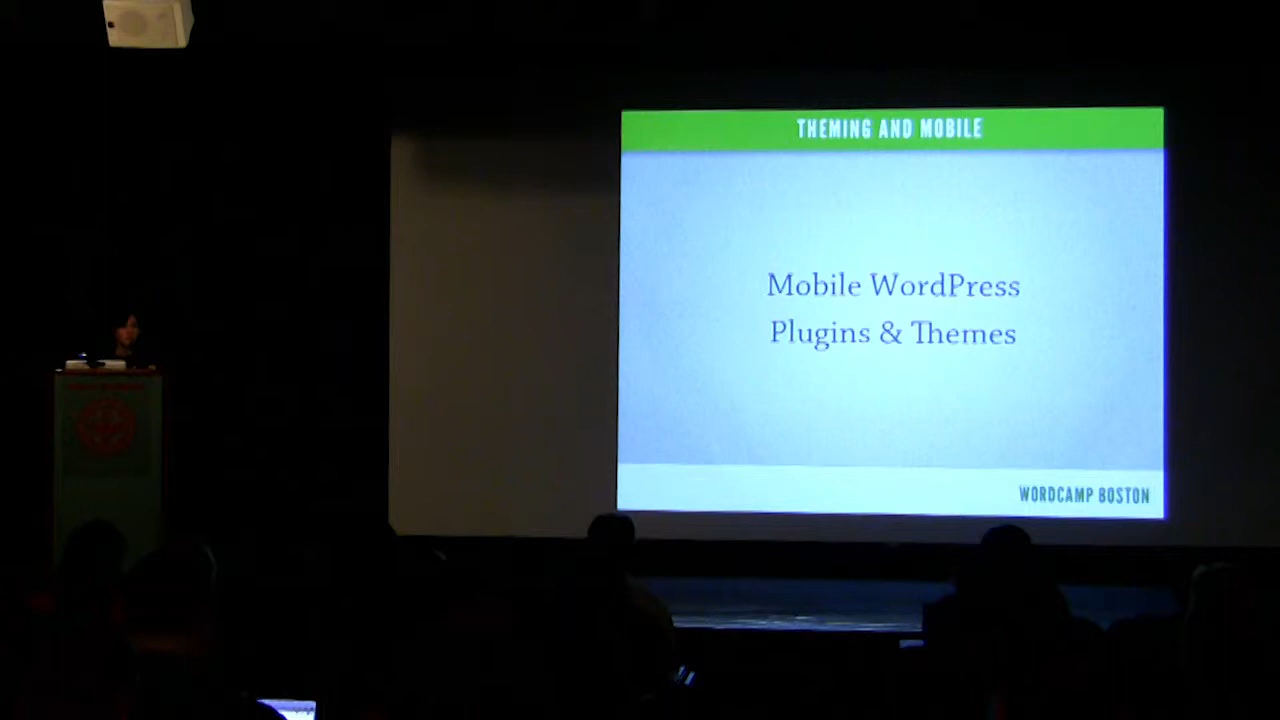 THEMING AND MOBILE
Mobile WordPress
Plugins & Themes
WORDCAMP BOSTON